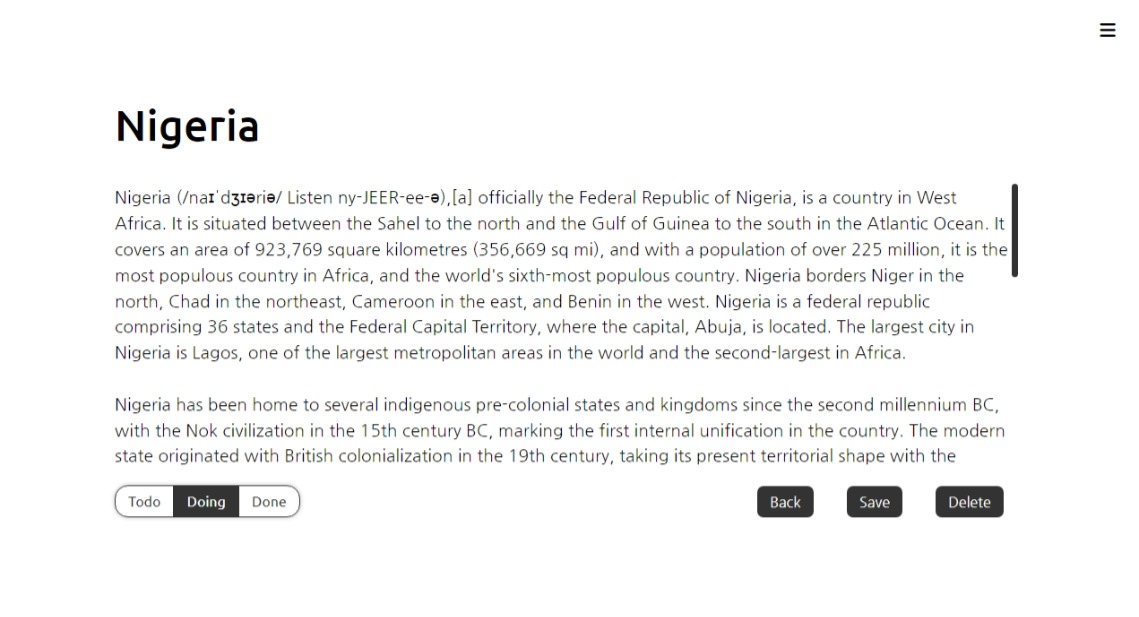 Nigeria
Nigeria (/naɪˈdʒɪəriə/ Listen ny-JEER-ee-ə),[a] officially the Federal Republic of Nigeria, is a country in West
Africa. It is situated between the Sahel to the north and the Gulf of Guinea to the south in the Atlantic Ocean. It
covers an area of 923,769 square kilometres (356,669 sq mi), and with a population of over 225 million, it is the
most populous country in Africa, and the world's sixth-most populous country. Nigeria borders Niger in the
north, Chad in the northeast, Cameroon in the east, and Benin in the west. Nigeria is a federal republic
comprising 36 states and the Federal Capital Territory, where the capital, Abuja, is located. The largest city in
Nigeria is Lagos, one of the largest metropolitan areas in the world and the second-largest in Africa.
Nigeria has been home to several indigenous pre-colonial states and kingdoms since the second millennium BC,
with the Nok civilization in the 15th century BC, marking the first internal unification in the country. The modern
state originated with British colonialization in the 19th century, taking its present territorial shape with the
Todo Doing Done Back Save Delete